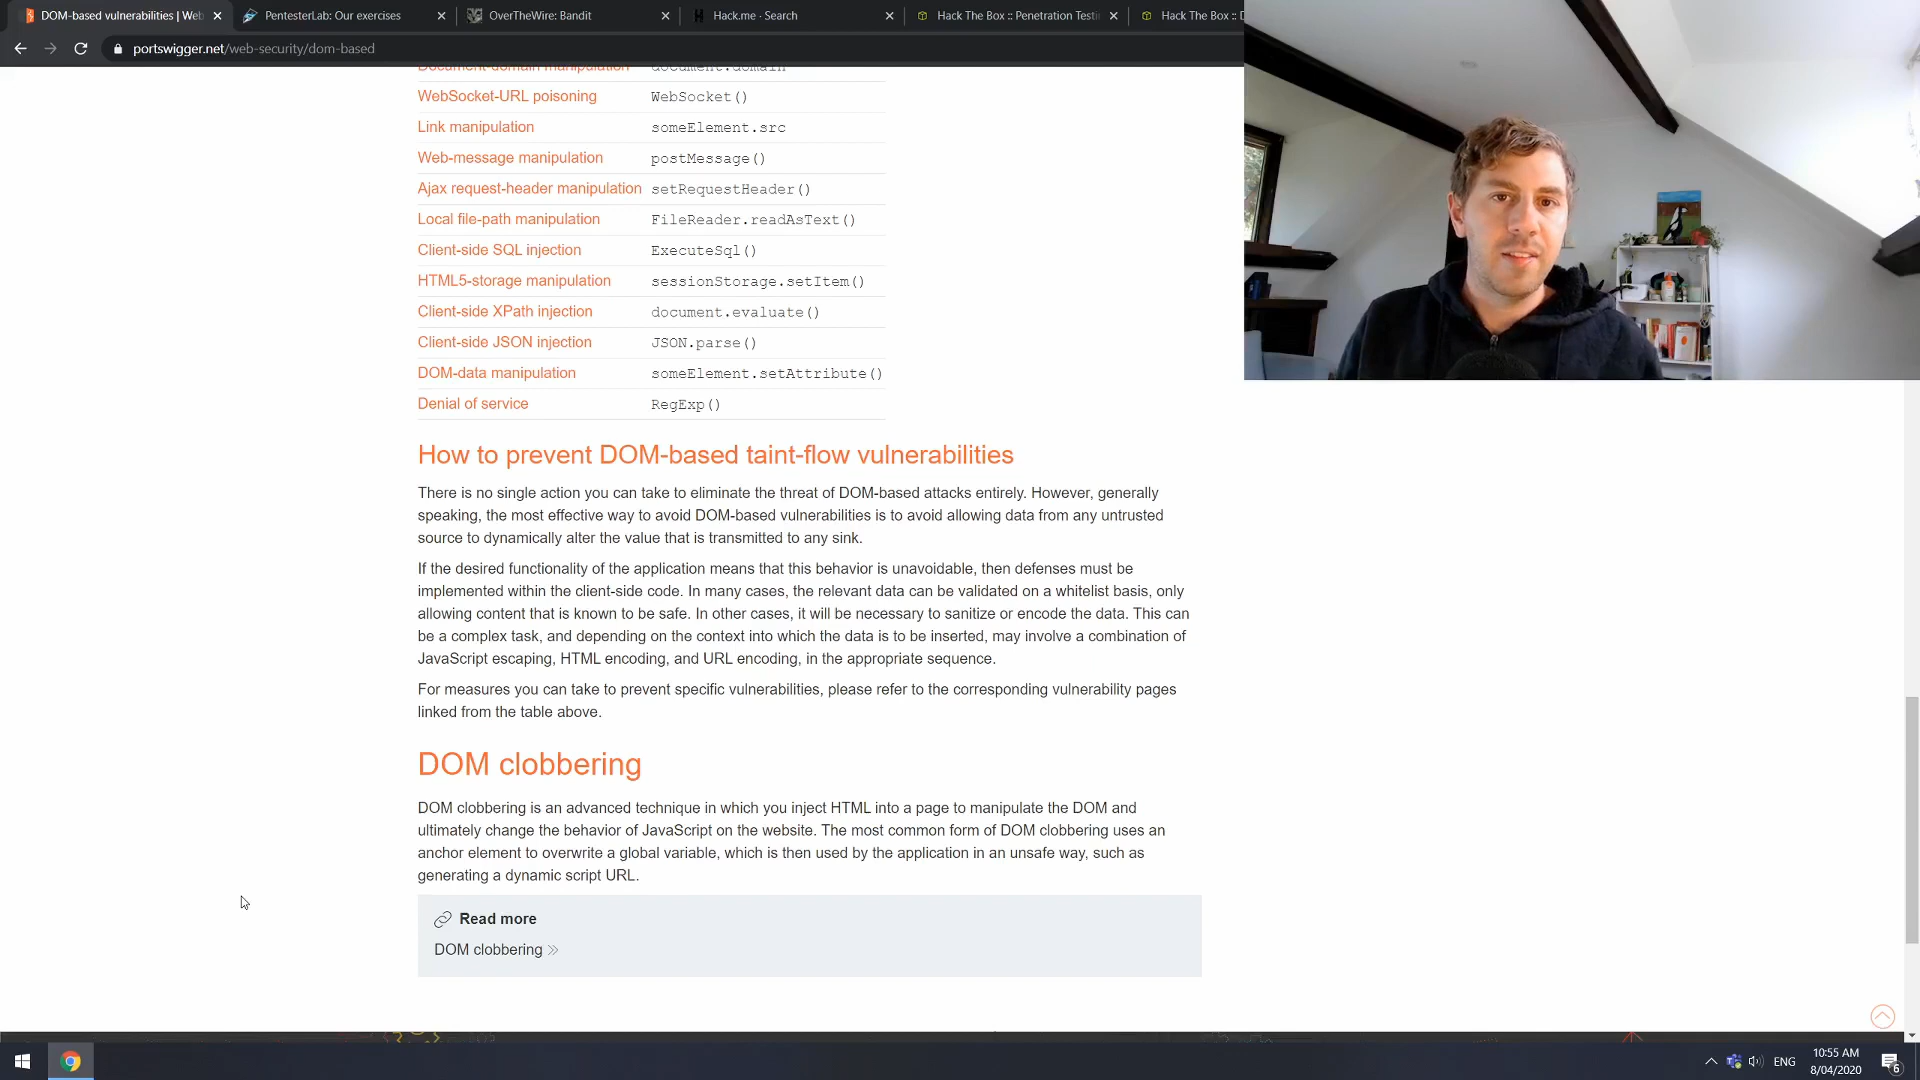 DOM-based vulnerabilities | Web
PentesterLab: Our exercises
OverTheWire: Bandit
Hack.me · Search
Hack The Box :: Penetration Testi
Hack The Box :: D
portswigger.net/web-security/dom-based
Document-domain manipulation document.domain
WebSocket-URL poisoning WebSocket()
Link manipulation someElement.src
Web-message manipulation postMessage()
Ajax request-header manipulation setRequestHeader()
Local file-path manipulation FileReader.readAsText()
Client-side SQL injection ExecuteSql()
HTML5-storage manipulation sessionStorage.setItem()
Client-side XPath injection document.evaluate()
Client-side JSON injection JSON.parse()
DOM-data manipulation someElement.setAttribute()
Denial of service RegExp()
How to prevent DOM-based taint-flow vulnerabilities
There is no single action you can take to eliminate the threat of DOM-based attacks entirely. However, generally
speaking, the most effective way to avoid DOM-based vulnerabilities is to avoid allowing data from any untrusted
source to dynamically alter the value that is transmitted to any sink.
If the desired functionality of the application means that this behavior is unavoidable, then defenses must be
implemented within the client-side code. In many cases, the relevant data can be validated on a whitelist basis, only
allowing content that is known to be safe. In other cases, it will be necessary to sanitize or encode the data. This can
be a complex task, and depending on the context into which the data is to be inserted, may involve a combination of
JavaScript escaping, HTML encoding, and URL encoding, in the appropriate sequence.
For measures you can take to prevent specific vulnerabilities, please refer to the corresponding vulnerability pages
linked from the table above.
DOM clobbering
DOM clobbering is an advanced technique in which you inject HTML into a page to manipulate the DOM and
ultimately change the behavior of JavaScript on the website. The most common form of DOM clobbering uses an
anchor element to overwrite a global variable, which is then used by the application in an unsafe way, such as
generating a dynamic script URL.
Read more
DOM clobbering
ENG
10:55 AM
8/04/2020
6